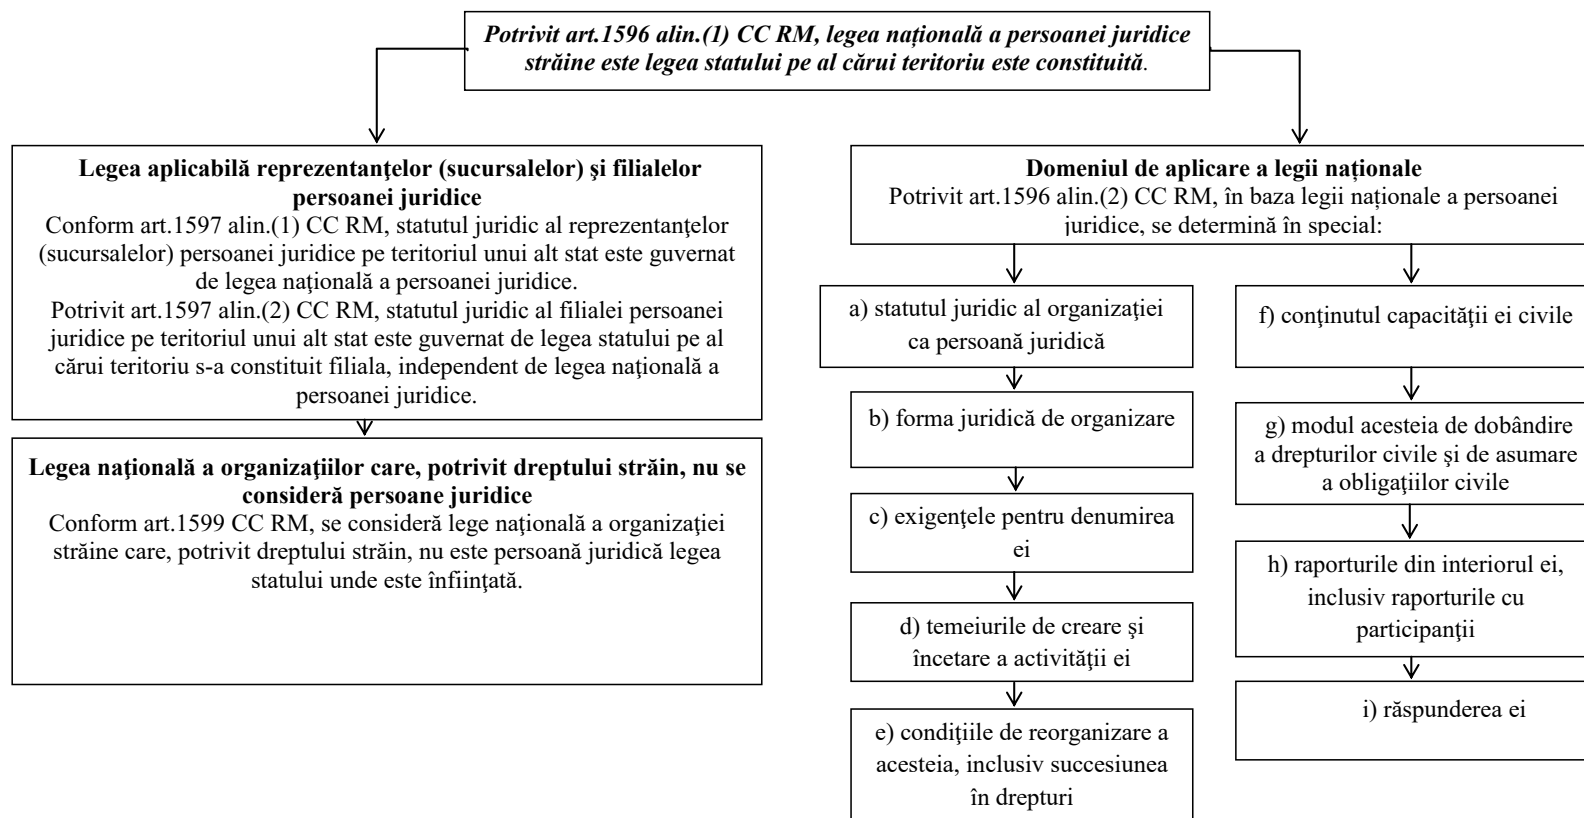 Potrivit art.1596 alin.(1) CC RM, legea națională a persoanei juridice
străine este legea statului pe al cărui teritoriu este constituită.
Legea aplicabilă reprezentanţelor (sucursalelor) şi filialelor
persoanei juridice
Conform art.1597 alin.(1) CC RM, statutul juridic al reprezentanţelor
(sucursalelor) persoanei juridice pe teritoriul unui alt stat este guvernat
de legea naţională a persoanei juridice.
Potrivit art.1597 alin.(2) CC RM, statutul juridic al filialei persoanei
juridice pe teritoriul unui alt stat este guvernat de legea statului pe al
cărui teritoriu s-a constituit filiala, independent de legea naţională a
persoanei juridice.
Legea naţională a organizaţiilor care, potrivit dreptului străin, nu se
consideră persoane juridice
Conform art.1599 CC RM, se consideră lege naţională a organizaţiei
străine care, potrivit dreptului străin, nu este persoană juridică legea
statului unde este înfiinţată.
Domeniul de aplicare a legii naționale
Potrivit art.1596 alin.(2) CC RM, în baza legii naționale a persoanei
juridice, se determină în special:
a) statutul juridic al organizaţiei
ca persoană juridică
b) forma juridică de organizare
c) exigenţele pentru denumirea
ei
d) temeiurile de creare şi
încetare a activităţii ei
e) condiţiile de reorganizare a
acesteia, inclusiv succesiunea
în drepturi
f) conţinutul capacităţii ei civile
g) modul acesteia de dobândire
a drepturilor civile şi de asumare
a obligaţiilor civile
h) raporturile din interiorul ei,
inclusiv raporturile cu
participanţii
i) răspunderea ei